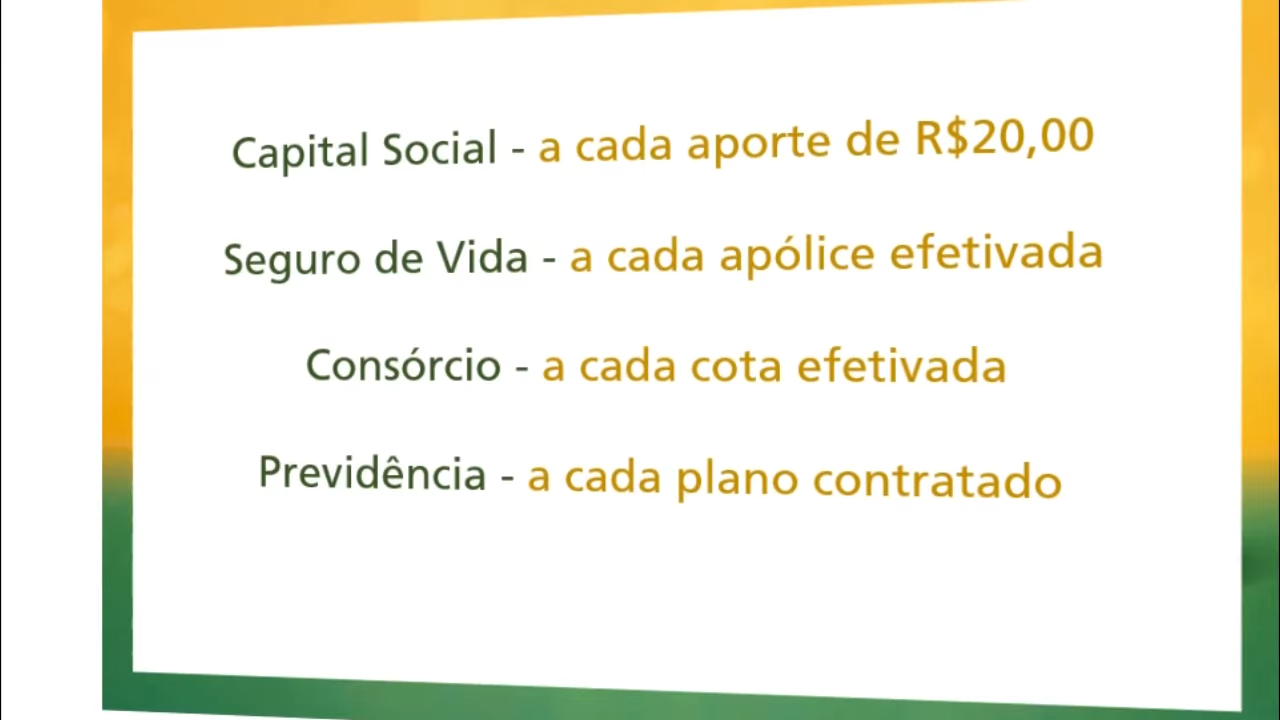 Capital Social - a cada aporte de R$20,00
Seguro de Vida - a cada apólice efetivada
Consórcio - a cada cota efetivada
Previdência - a cada plano contratado